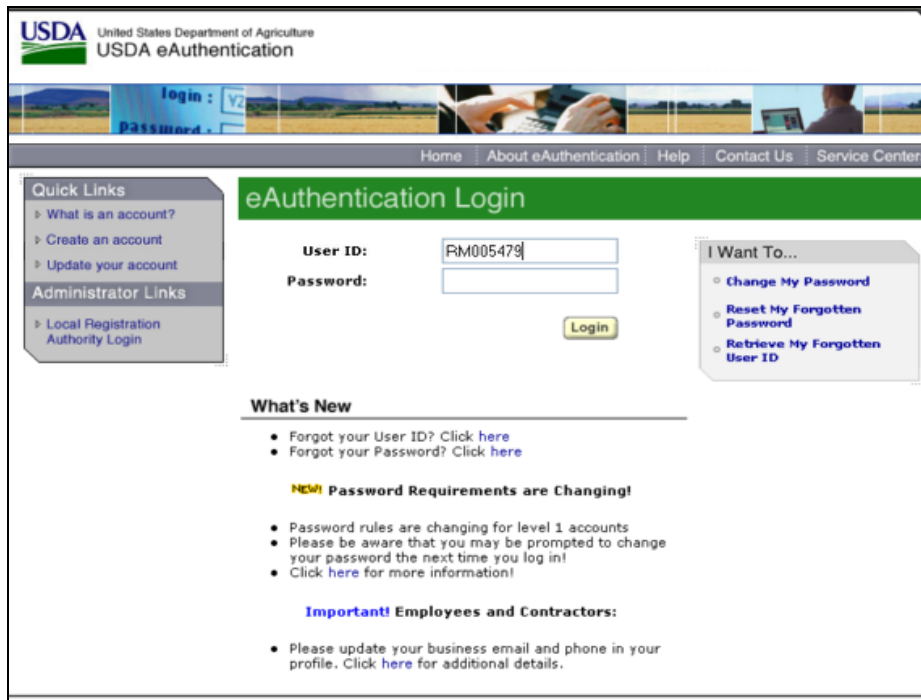 USDA
United States Department of Agriculture
USDA eAuthentication
login :
YZ
password :
Home
About eAuthentication
Help
Contact Us
Service Center
Quick Links
What is an account?
Create an account
Update your account
Administrator Links
Local Registration
Authority Login
eAuthentication Login
User ID:
RM005479
Password:
Login
I Want To...
Change My Password
Reset My Forgotten
Password
Retrieve My Forgotten
User ID
What's New
Forgot your User ID? Click here
Forgot your Password? Click here
NEW! Password Requirements are Changing!
Password rules are changing for level 1 accounts
Please be aware that you may be prompted to change
your password the next time you log in!
Click here for more information!
Important! Employees and Contractors:
Please update your business email and phone in your
profile. Click here for additional details.